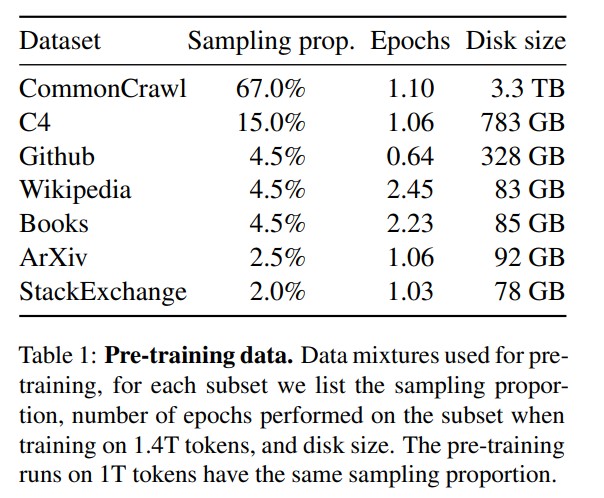 Dataset Sampling prop. Epochs Disk size
CommonCrawl 67.0% 1.10 3.3 TB
C4 15.0% 1.06 783 GB
Github 4.5% 0.64 328 GB
Wikipedia 4.5% 2.45 83 GB
Books 4.5% 2.23 85 GB
ArXiv 2.5% 1.06 92 GB
StackExchange 2.0% 1.03 78 GB
Table 1: Pre-training data. Data mixtures used for pre-
training, for each subset we list the sampling propor-
tion, number of epochs performed on the subset when
training on 1.4T tokens, and disk size. The pre-training
runs on 1T tokens have the same sampling proportion.